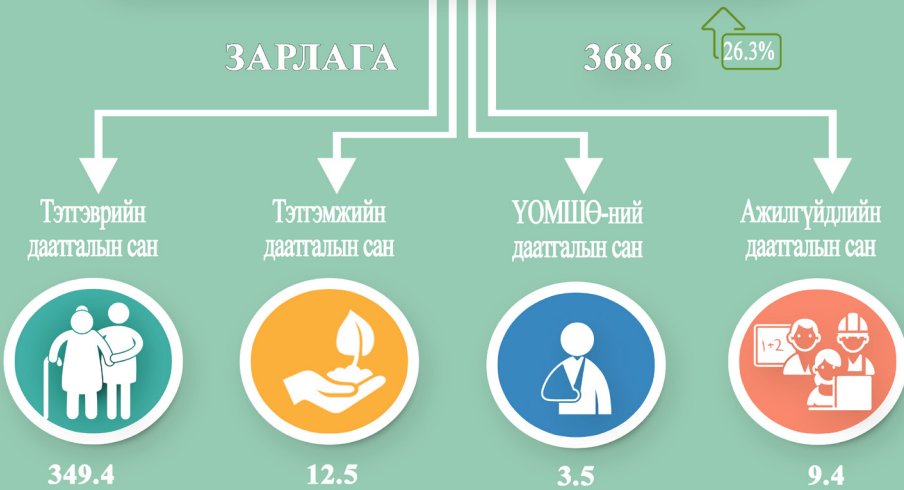 ЗАРЛАГА
368.6
26.3%
Тэтгэврийн
даатгалын сан
Тэтгэмжийн
даатгалын сан
ҮОМШӨ-ний
даатгалын сан
Ажилгүйдлийн
даатгалын сан
1+2
349.4
12.5
3.5
9.4